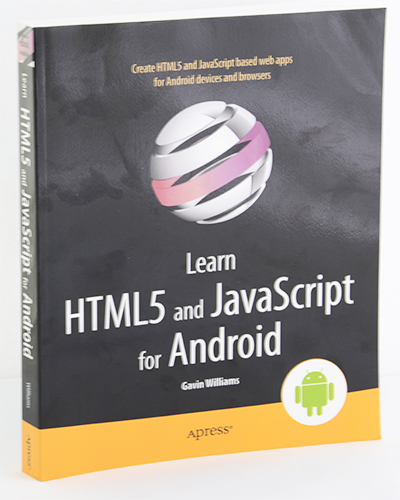 Create HTML5 and JavaScript based web apps
for Android devices and browsers
Learn
HTML5 and JavaScript
for Android
Gavin Williams
Apress®
Learn HTML5 and JavaScript for Android
Williams
Apress®